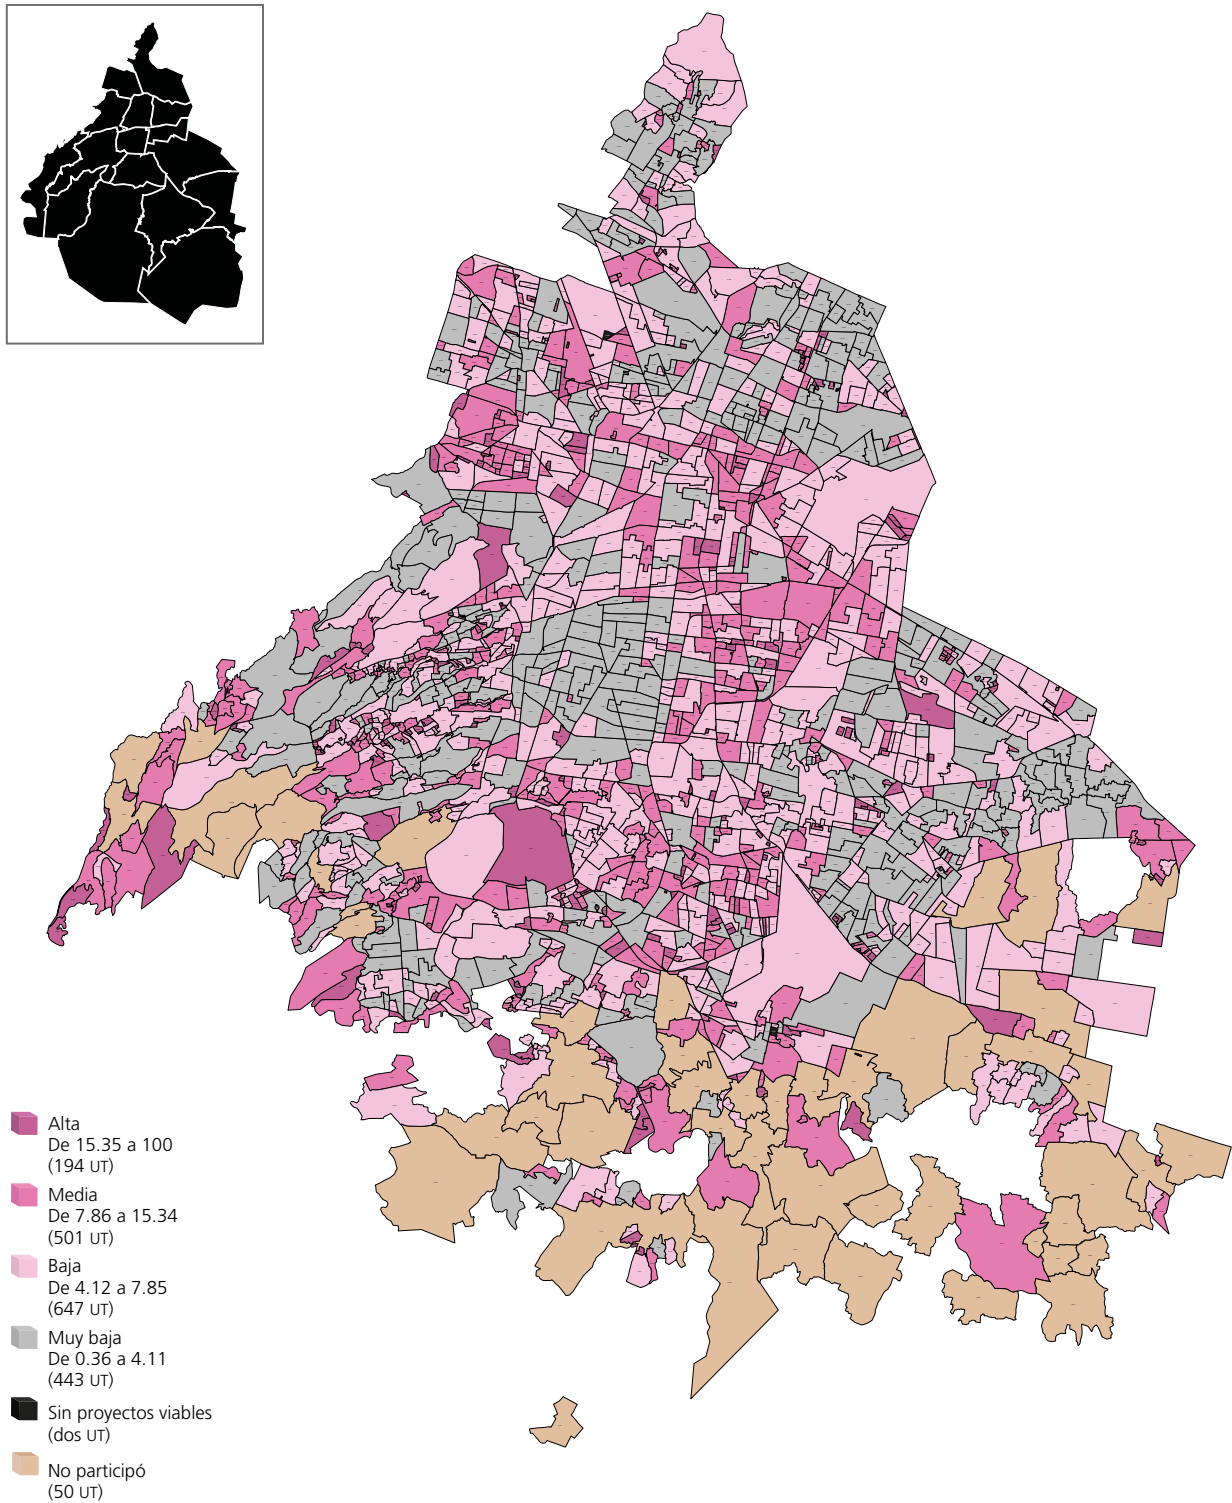 Alta
De 15.35 a 100
(194 UT)
Media
De 7.86 a 15.34
(501 UT)
Baja
De 4.12 a 7.85
(647 UT)
Muy baja
De 0.36 a 4.11
(443 UT)
Sin proyectos viables
(dos UT)
No participó
(50 UT)